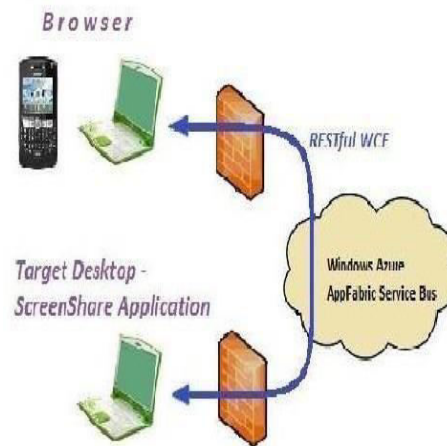 Browser
RESTful WCF
Windows Azure
AppFabric Service Bus
Target Desktop -
ScreenShare Application